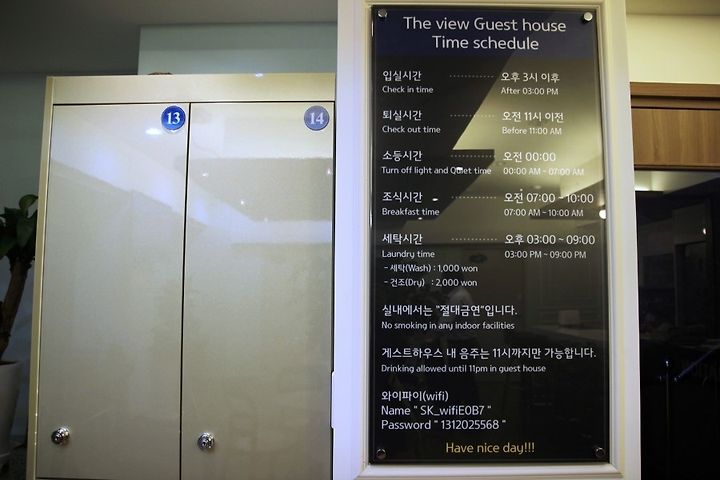 13
14
The view Guest house
Time schedule
입실시간 ············ 오후 3시 이후
Check in time After 03:00 PM
퇴실시간 ············ 오전 11시 이전
Check out time Before 11:00 AM
소등시간 ············ 오전 00:00
Turn off light and Quiet time 00:00 AM ~ 07:00 AM
조식시간 ············ 오전 07:00 ~ 10:00
Breakfast time 07:00 AM ~ 10:00 AM
세탁시간 ············ 오후 03:00 ~ 09:00
Laundry time 03:00 PM ~ 09:00 PM
- 세탁(Wash) : 1,000 won
- 건조(Dry) : 2,000 won
실내에서는 "절대금연"입니다.
No smoking in any indoor facilities
게스트하우스 내 음주는 11시까지만 가능합니다.
Drinking allowed until 11pm in guest house
와이파이(wifi)
Name " SK_wifiE0B7 "
Password " 1312025568 "
Have nice day!!!